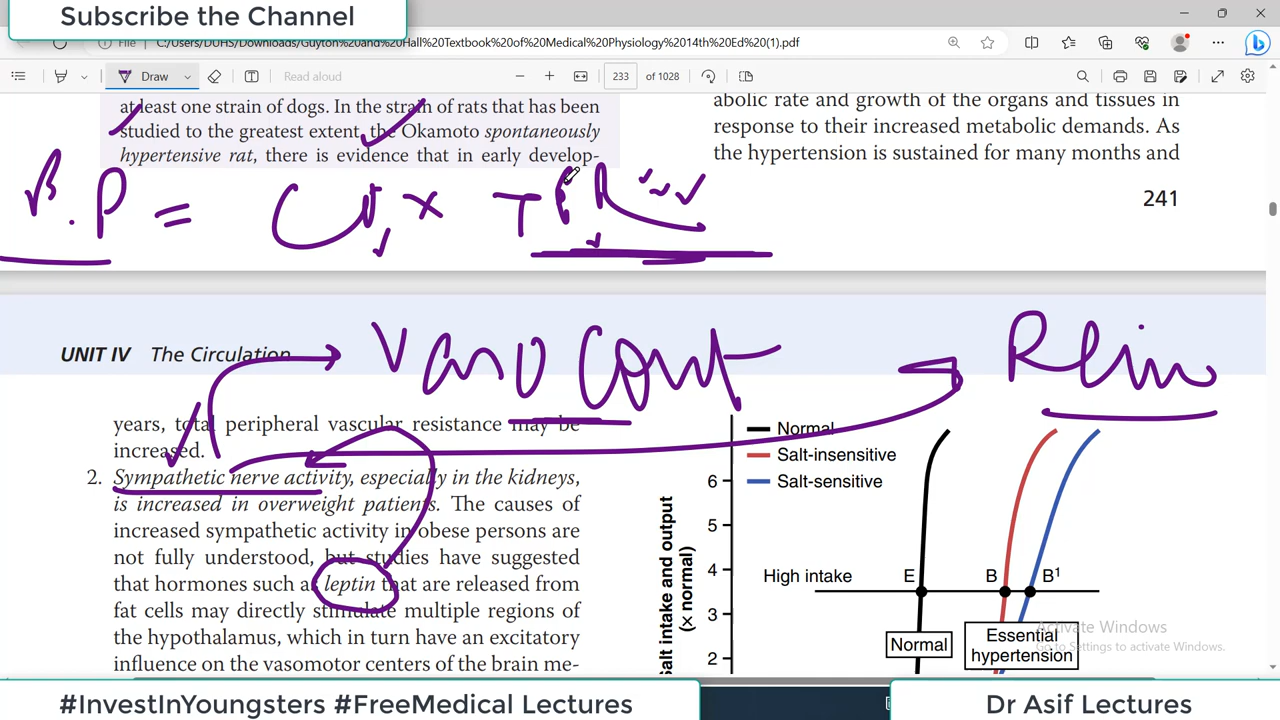 Subscribe the Channel
File C:/Users/DUHS/Downloads/Guyton%20and%20Hall%20Textbook%20of%20Medical%20Physiology%2014th%20Ed%20(1).pdf
Draw Read aloud 233 of 1028
at least one strain of dogs. In the strain of rats that has been
studied to the greatest extent, the Okamoto spontaneously
hypertensive rat, there is evidence that in early develop-
abolic rate and growth of the organs and tissues in
response to their increased metabolic demands. As
the hypertension is sustained for many months and
241
B.P = x TPR
UNIT IV The Circulation
Vaso Const
years, total peripheral vascular resistance may be
increased.
2. Sympathetic nerve activity, especially in the kidneys,
is increased in overweight patients. The causes of
increased sympathetic activity in obese persons are
not fully understood, but studies have suggested
that hormones such as leptin that are released from
fat cells may directly stimulate multiple regions of
the hypothalamus, which in turn have an excitatory
influence on the vasomotor centers of the brain me-
Normal
Salt-insensitive
Salt-sensitive
Salt intake and output
(× normal)
6
5
4
3
2
High intake
E
B
B1
Normal
Essential
hypertension
Activate Windows
Go to Settings to activate Windows.
#InvestInYoungsters #FreeMedical Lectures
Dr Asif Lectures